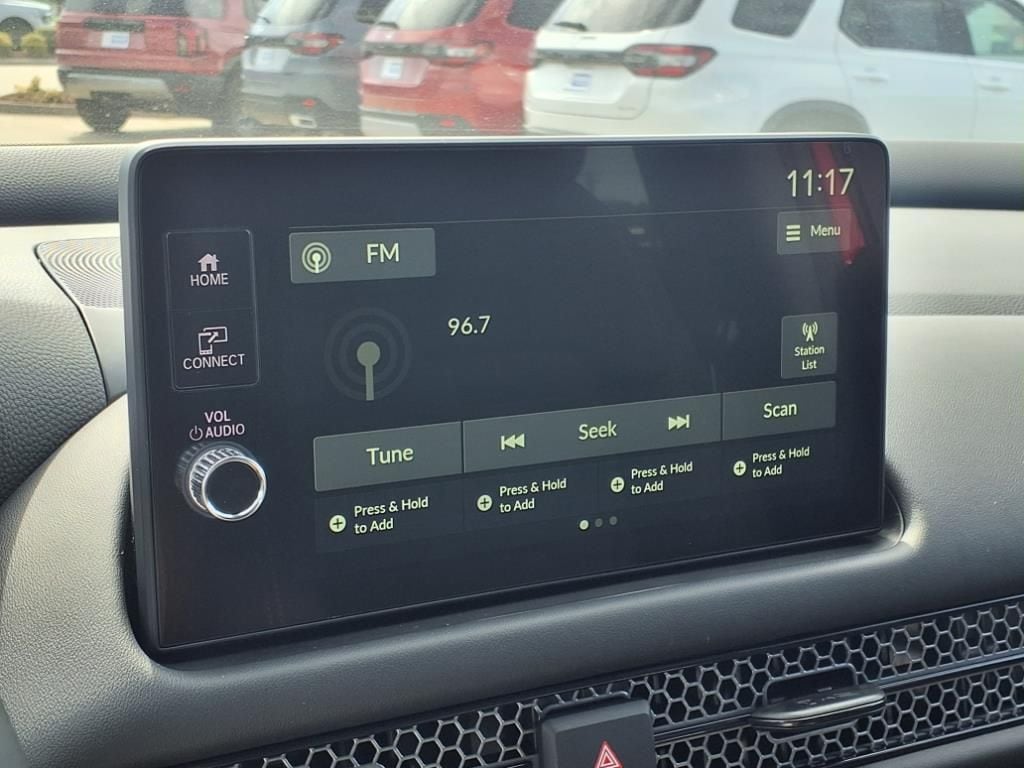 11:17
FM
Menu
HOME
96.7
CONNECT
Station
List
VOL
AUDIO
Tune
Seek
Scan
Press & Hold
to Add
Press & Hold
to Add
Press & Hold
to Add
Press & Hold
to Add